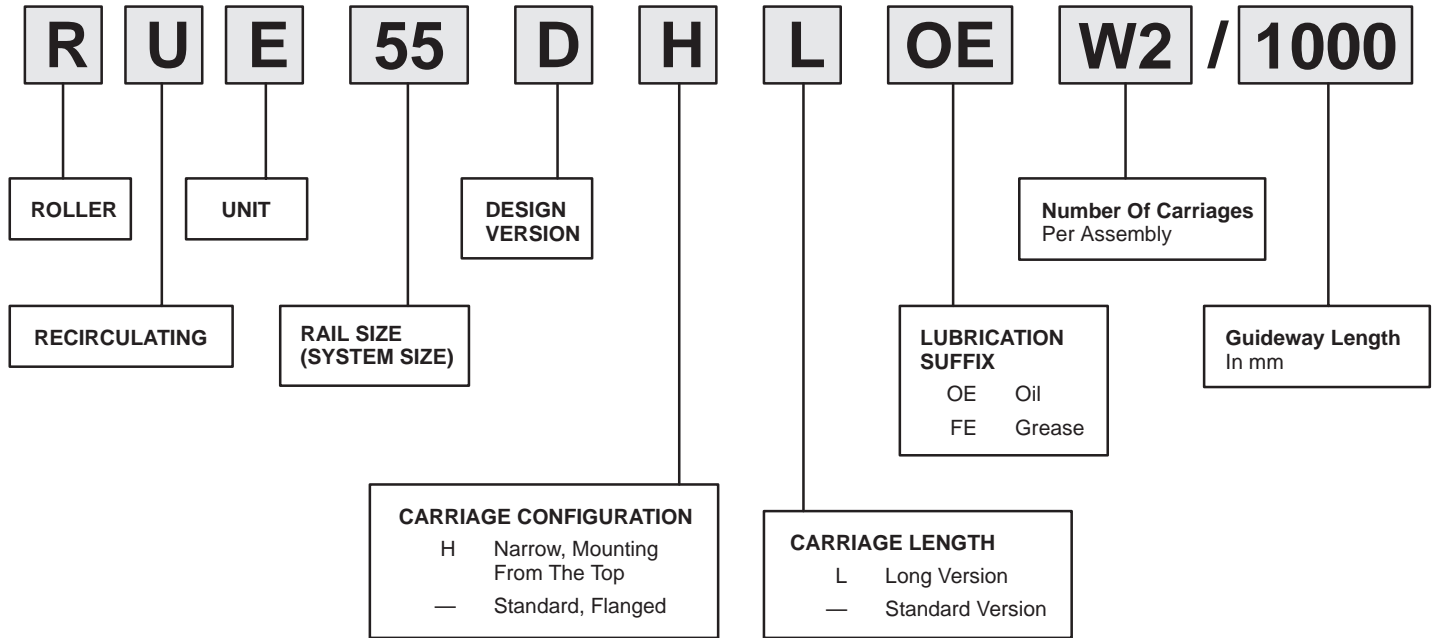 R U E 55 D H L OE W2 / 1000
ROLLER
UNIT
DESIGN
VERSION
Number Of Carriages
Per Assembly
RECIRCULATING
RAIL SIZE
(SYSTEM SIZE)
LUBRICATION
SUFFIX
OE Oil
FE Grease
Guideway Length
In mm
CARRIAGE CONFIGURATION
H Narrow, Mounting
From The Top
— Standard, Flanged
CARRIAGE LENGTH
L Long Version
— Standard Version